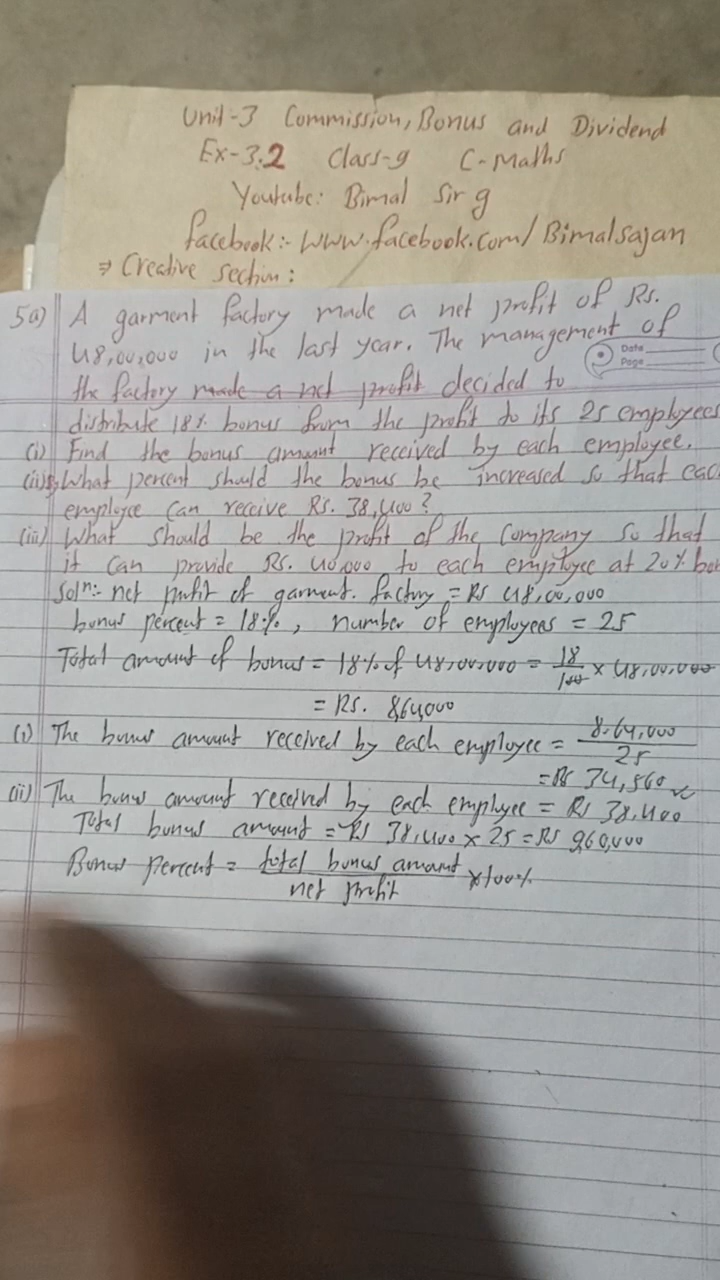 Unit-3 Commission, Bonus and Dividend
Ex-3.2 Class-9 C-Maths
Youtube: Bimal Sir g
facebook:- www.facebook.com/Bimalsajan
⇒ Creative section:
5a) A garment factory made a net profit of Rs.
48,00,000 in the last year. The management of
Date
Page
the factory made a net profit decided to
distribute 18% bonus from the profit to its 25 employees
(i) Find the bonus amount received by each employee.
(ii) What percent should the bonus be increased so that eac
employee can receive Rs. 38,400?
(iii) What should be the profit of the company so that
it can provide Rs. 40,000 to each employee at 20% bo
Soln:- net profit of garment factory = Rs 48,00,000
bonus percent = 18%, number of employees = 25
Total amount of bonus = 18% of 48,00,000 = 18/100 × 48,00,000
= Rs. 864,000
(i) The bonus amount received by each employee = 8,64,000/25
= Rs 34,560
(ii) The bonus amount received by each employee = Rs 38,400
Total bonus amount = Rs 38,400 × 25 = Rs 960,000
Bonus percent = total bonus amount/net profit × 100%